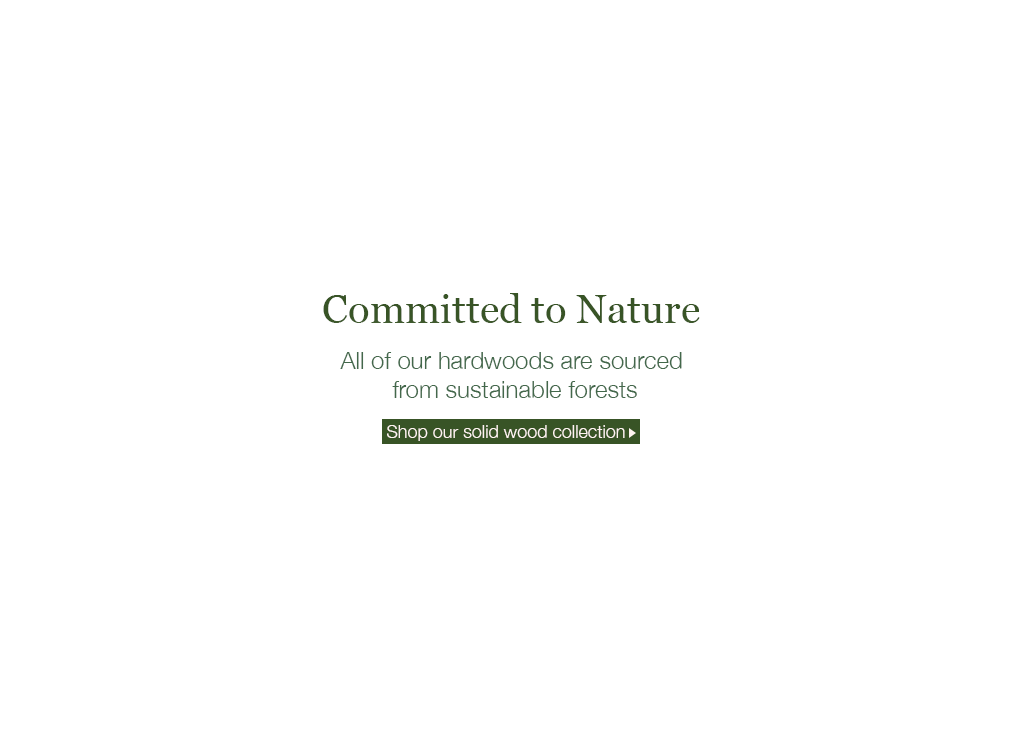 Committed to Nature
All of our hardwoods are sourced
from sustainable forests
Shop our solid wood collection